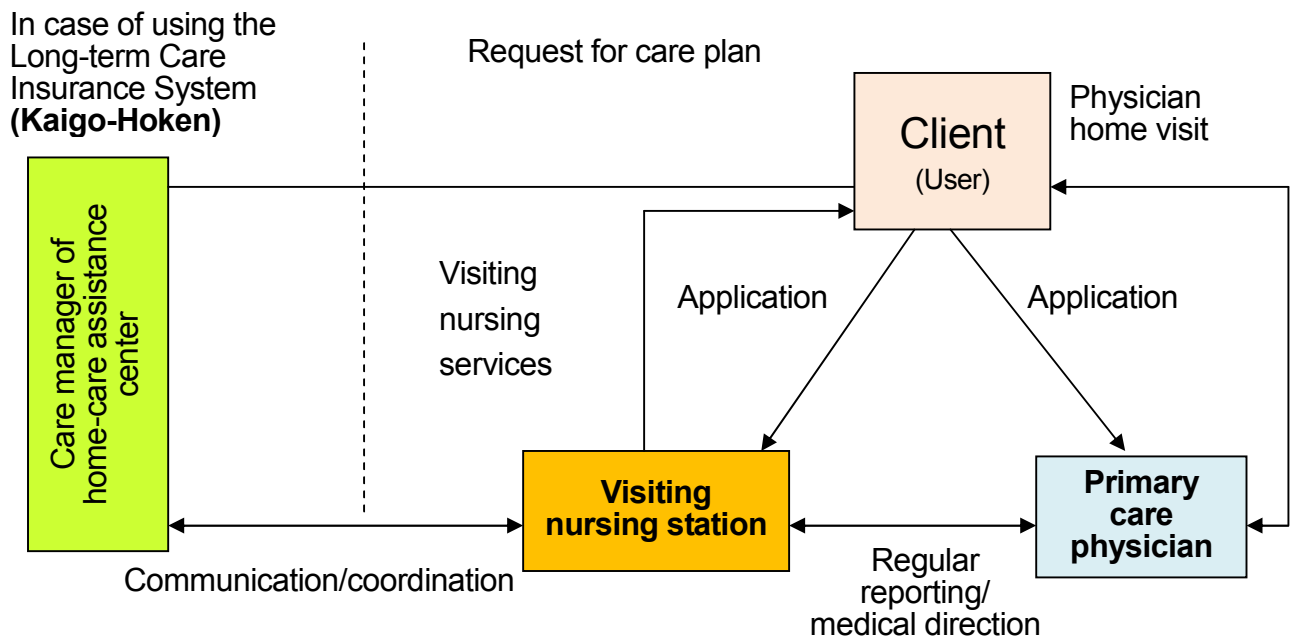 In case of using the
Long-term Care
Insurance System
(Kaigo-Hoken)
Request for care plan
Client
(User)
Physician
home visit
Care manager of
home-care assistance
center
Visiting
nursing
services
Application
Application
Visiting
nursing station
Primary
care
physician
Communication/coordination
Regular
reporting/
medical direction